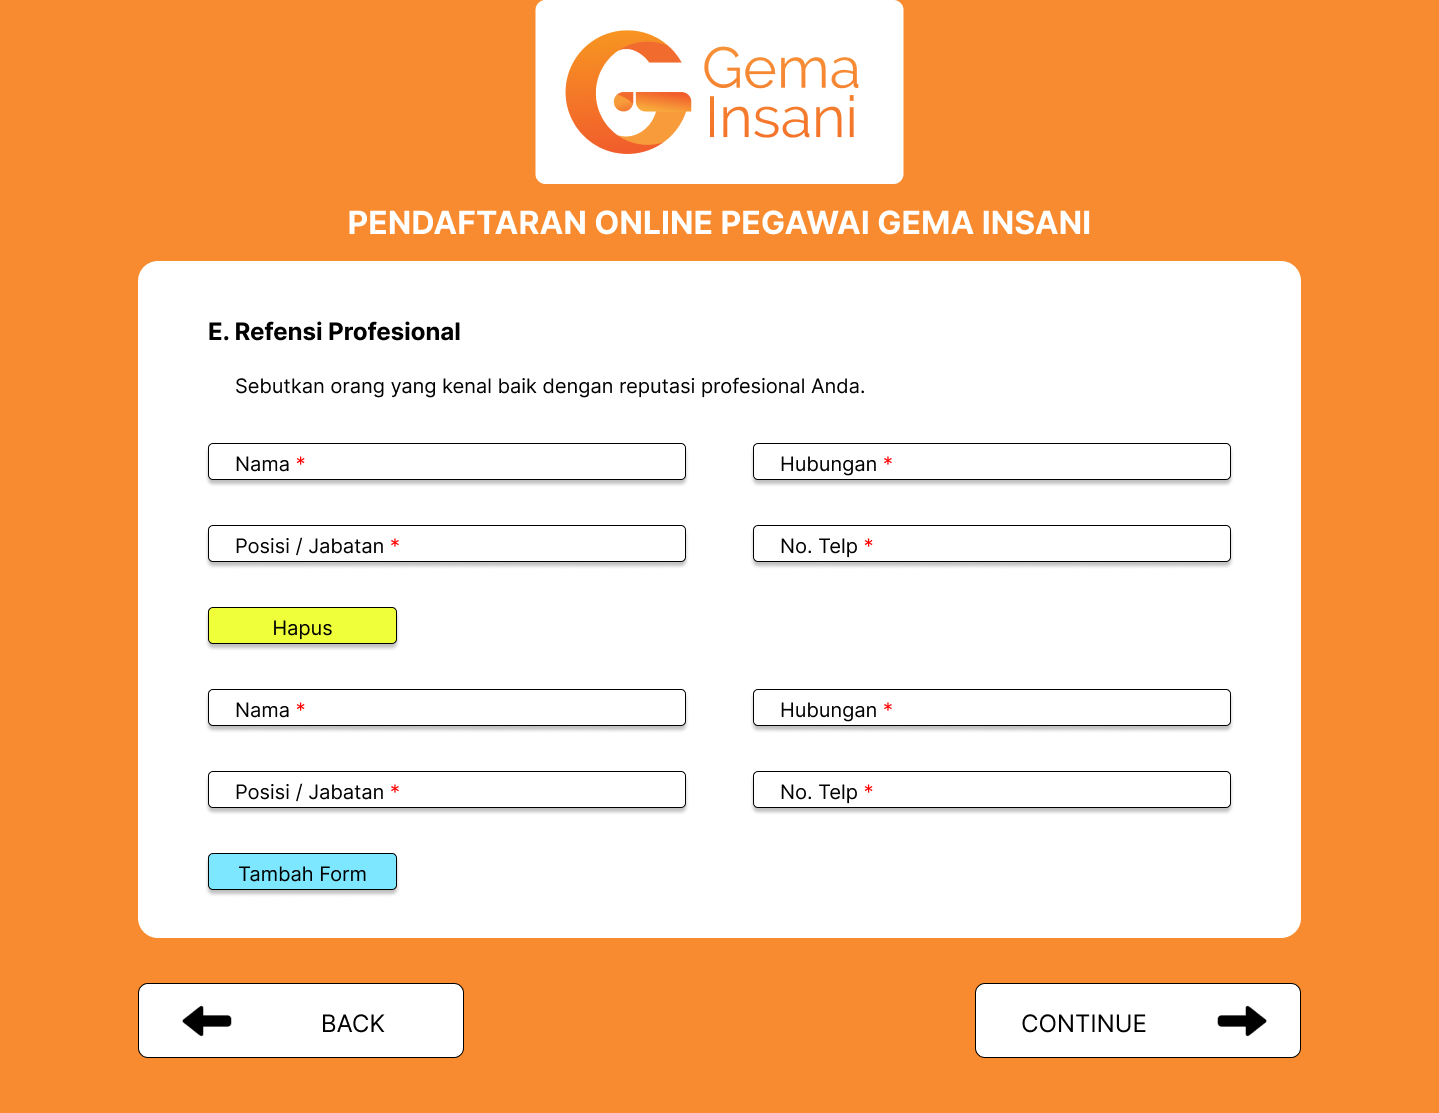 Gema
Insani
PENDAFTARAN ONLINE PEGAWAI GEMA INSANI
E. Refensi Profesional
Sebutkan orang yang kenal baik dengan reputasi profesional Anda.
Nama * Hubungan *
Posisi / Jabatan * No. Telp *
Hapus
Nama * Hubungan *
Posisi / Jabatan * No. Telp *
Tambah Form
BACK CONTINUE